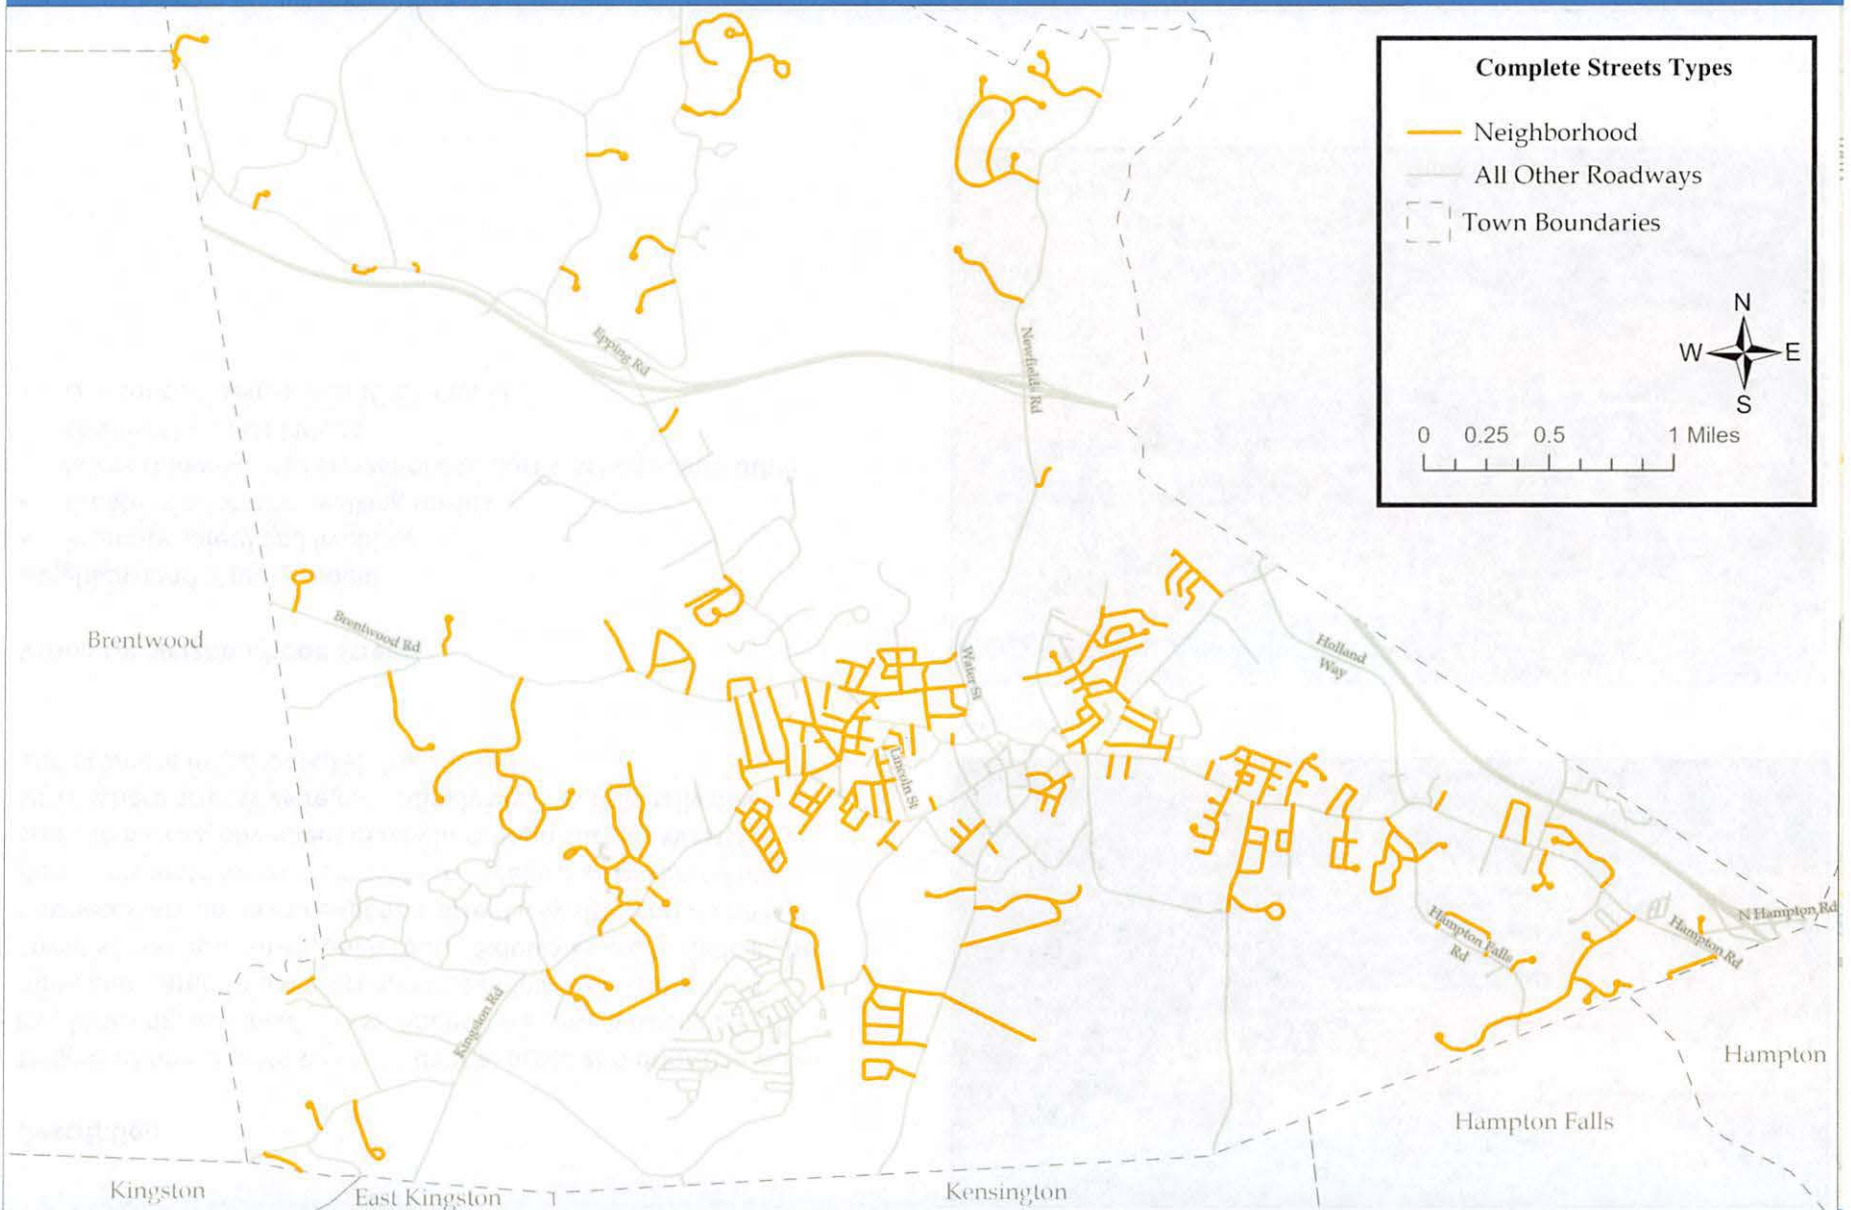 Complete Streets Types
Neighborhood
All Other Roadways
Town Boundaries
N
W E
S
0 0.25 0.5 1 Miles
Epping Rd
Newfields Rd
Brentwood
Brentwood Rd
Water St
Holland
Way
Lincoln St
Hampton Falls
Rd
Hampton Rd
N Hampton Rd
Kingston Rd
Hampton
Hampton Falls
Kingston
East Kingston
Kensington